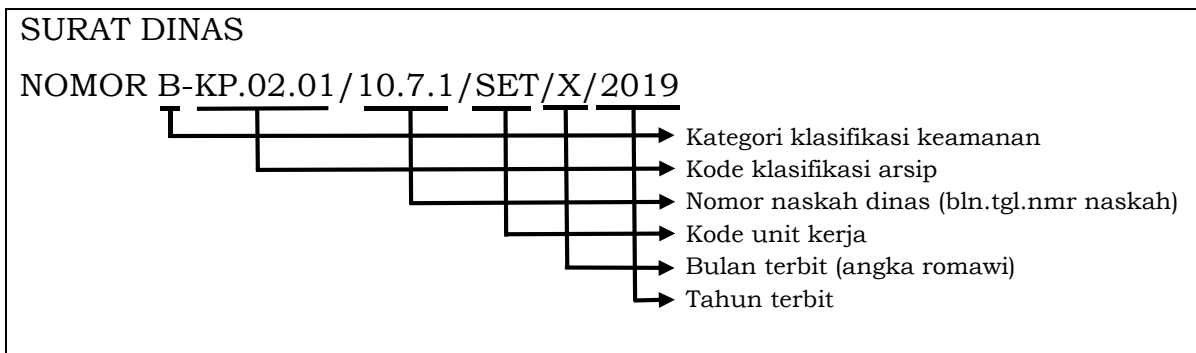 SURAT DINAS
NOMOR B-KP.02.01/10.7.1/SET/X/2019
Kategori klasifikasi keamanan
Kode klasifikasi arsip
Nomor naskah dinas (bln.tgl.nmr naskah)
Kode unit kerja
Bulan terbit (angka romawi)
Tahun terbit